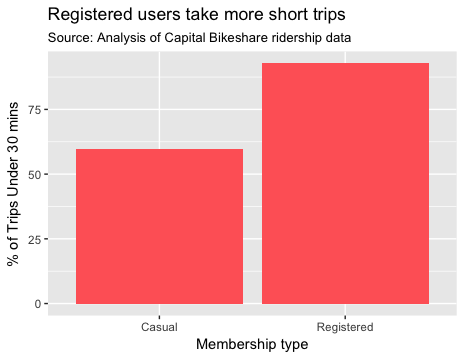 Registered users take more short trips
Source: Analysis of Capital Bikeshare ridership data
% of Trips Under 30 mins
75
50
25
0
Casual
Registered
Membership type